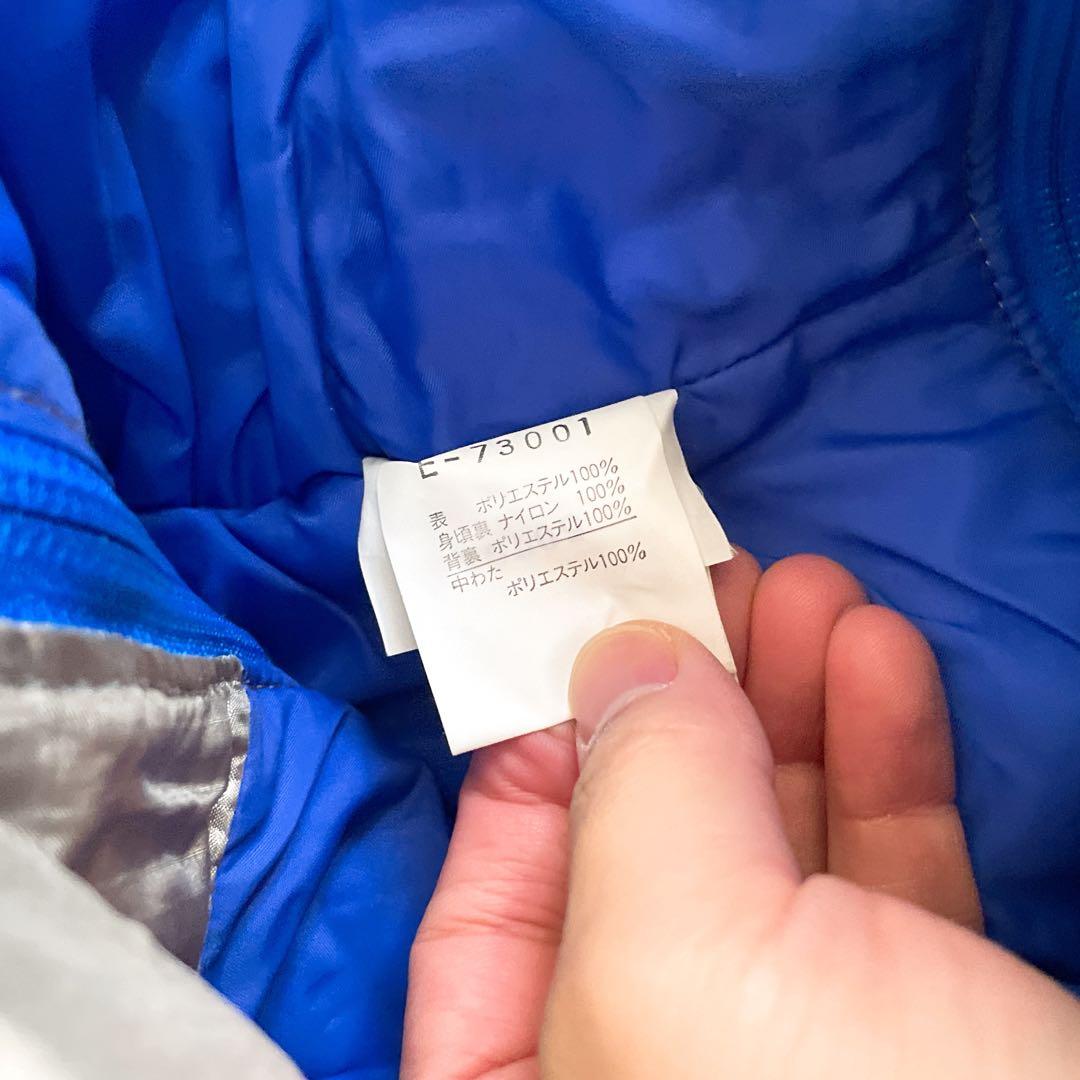 E-73001
表 ポリエステル100%
身頃裏 ナイロン 100%
背裏 ポリエステル100%
中わた
ポリエステル100%